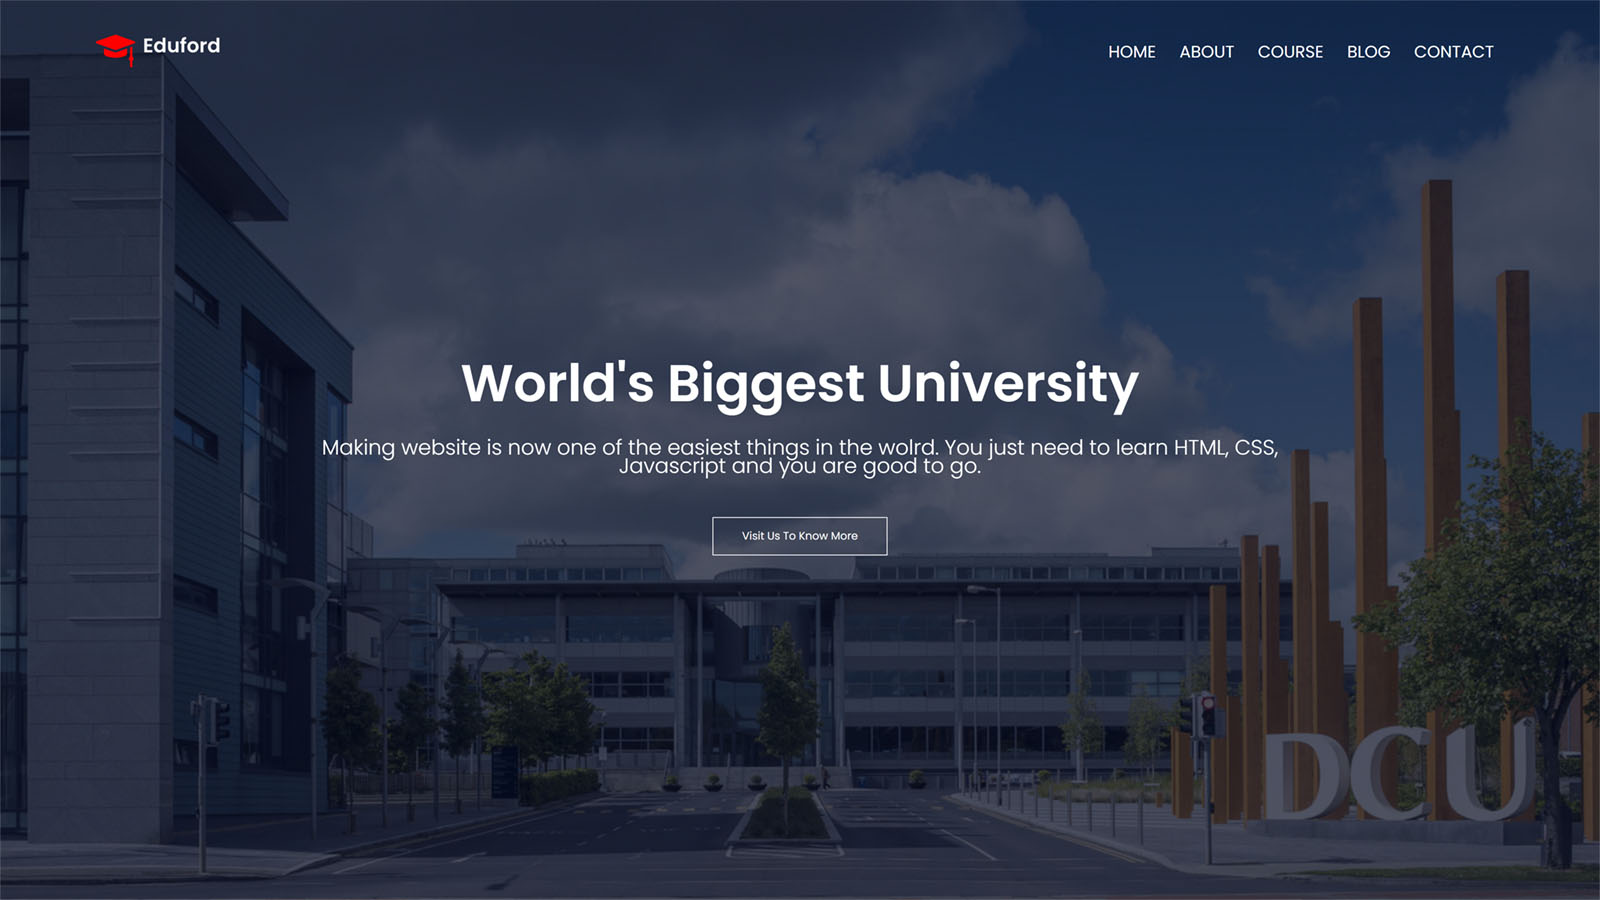 Eduford
HOME ABOUT COURSE BLOG CONTACT
World's Biggest University
Making website is now one of the easiest things in the wolrd. You just need to learn HTML, CSS,
Javascript and you are good to go.
Visit Us To Know More
DCU